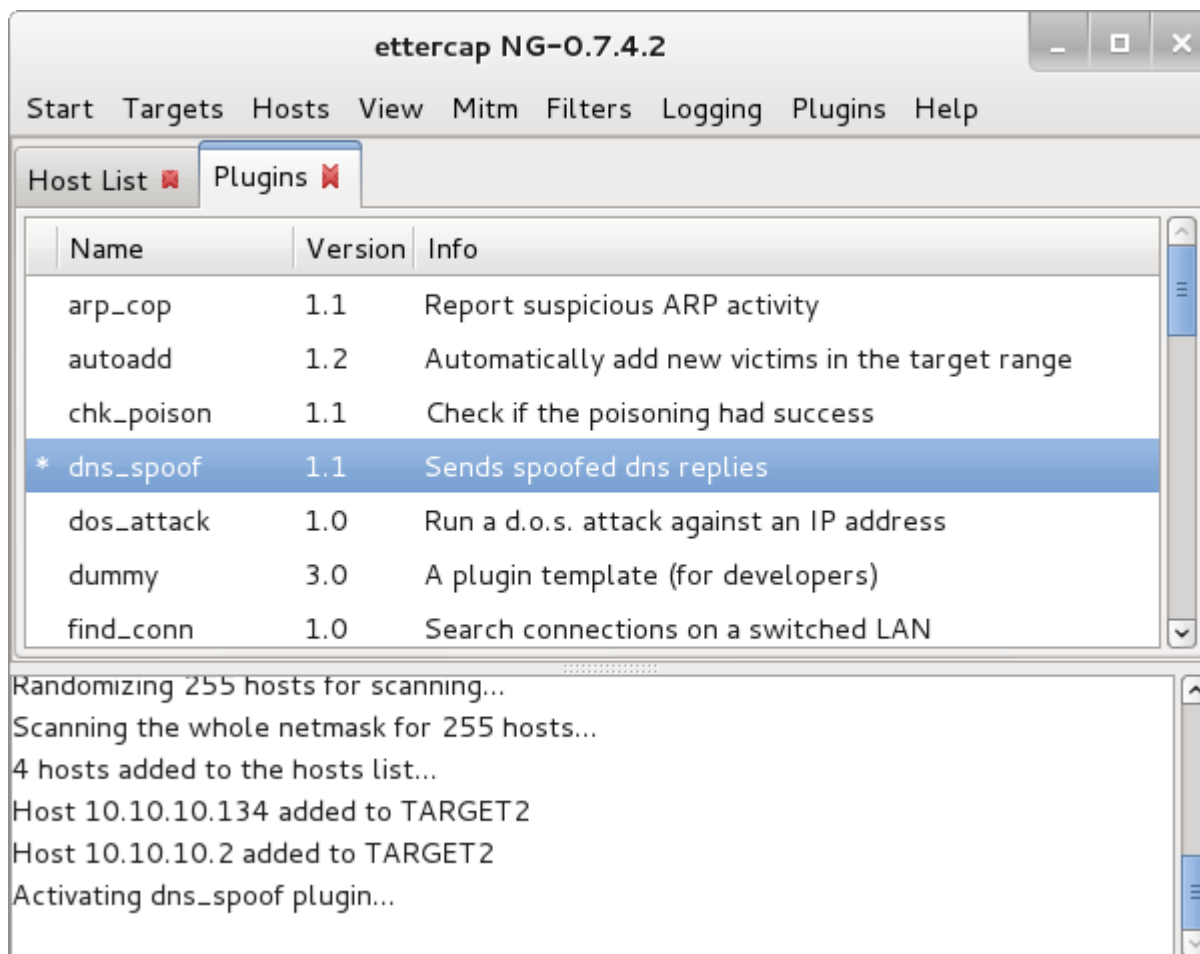 ettercap NG-0.7.4.2
Start Targets Hosts View Mitm Filters Logging Plugins Help
Host List Plugins
Name Version Info
arp_cop 1.1 Report suspicious ARP activity
autoadd 1.2 Automatically add new victims in the target range
chk_poison 1.1 Check if the poisoning had success
* dns_spoof 1.1 Sends spoofed dns replies
dos_attack 1.0 Run a d.o.s. attack against an IP address
dummy 3.0 A plugin template (for developers)
find_conn 1.0 Search connections on a switched LAN
Randomizing 255 hosts for scanning...
Scanning the whole netmask for 255 hosts...
4 hosts added to the hosts list...
Host 10.10.10.134 added to TARGET2
Host 10.10.10.2 added to TARGET2
Activating dns_spoof plugin...